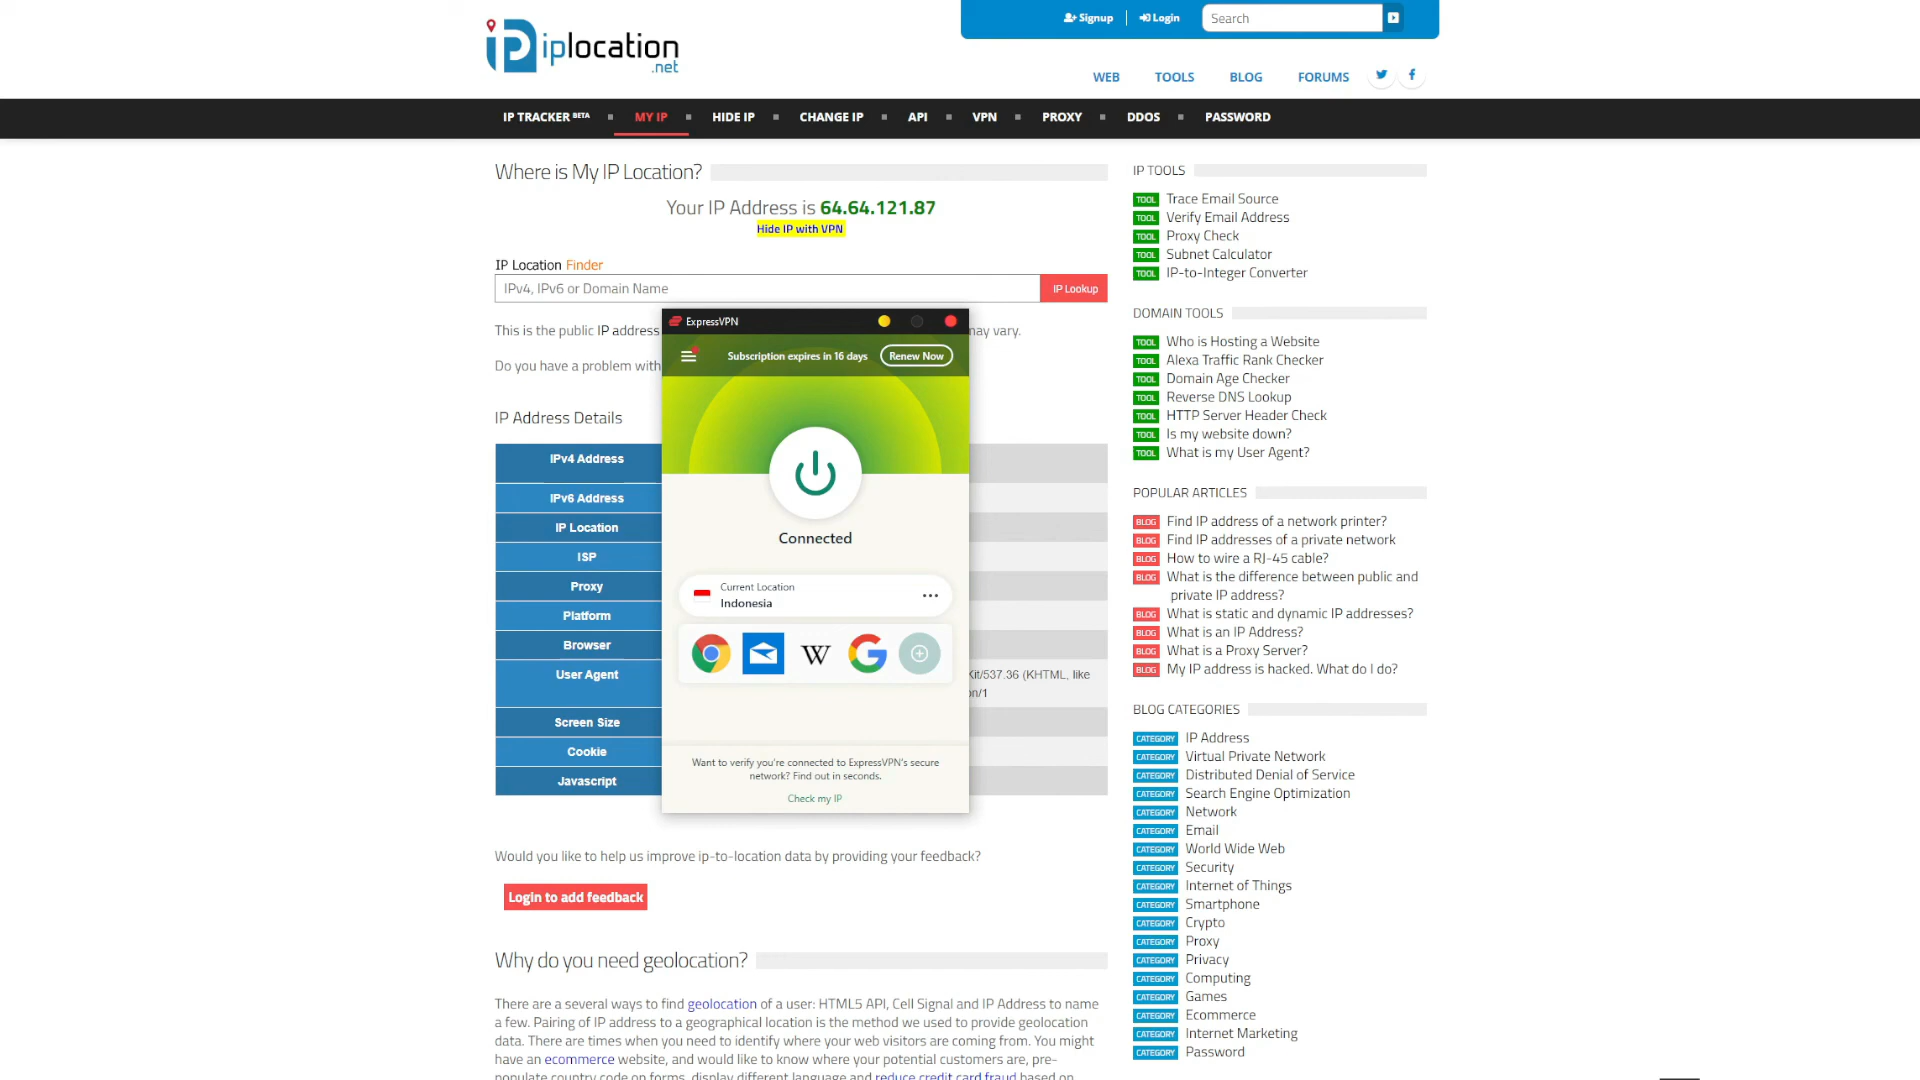 Signup
Login
Search
iplocation
.net
WEB
TOOLS
BLOG
FORUMS
IP TRACKER BETA
MY IP
HIDE IP
CHANGE IP
API
VPN
PROXY
DDOS
PASSWORD
Where is My IP Location?
Your IP Address is 64.64.121.87
Hide IP with VPN
IP Location Finder
IPv4, IPv6 or Domain Name
IP Lookup
This is the public IP address
may vary.
Do you have a problem with
IP Address Details
IPv4 Address
IPv6 Address
IP Location
ISP
Proxy
Platform
Browser
User Agent
Kit/537.36 (KHTML, like
on/1
Screen Size
Cookie
Javascript
ExpressVPN
Subscription expires in 16 days
Renew Now
Connected
Current Location
Indonesia
Want to verify you're connected to ExpressVPN's secure
network? Find out in seconds.
Check my IP
Would you like to help us improve ip-to-location data by providing your feedback?
Login to add feedback
Why do you need geolocation?
There are a several ways to find geolocation of a user: HTML5 API, Cell Signal and IP Address to name
a few. Pairing of IP address to a geographical location is the method we used to provide geolocation
data. There are times when you need to identify where your web visitors are coming from. You might
have an ecommerce website, and would like to know where your potential customers are, pre-
populate country code on forms, display different language and reduce credit card fraud based on
IP TOOLS
TOOL Trace Email Source
TOOL Verify Email Address
TOOL Proxy Check
TOOL Subnet Calculator
TOOL IP-to-Integer Converter
DOMAIN TOOLS
TOOL Who is Hosting a Website
TOOL Alexa Traffic Rank Checker
TOOL Domain Age Checker
TOOL Reverse DNS Lookup
TOOL HTTP Server Header Check
TOOL Is my website down?
TOOL What is my User Agent?
POPULAR ARTICLES
BLOG Find IP address of a network printer?
BLOG Find IP addresses of a private network
BLOG How to wire a RJ-45 cable?
BLOG What is the difference between public and
private IP address?
BLOG What is static and dynamic IP addresses?
BLOG What is an IP Address?
BLOG What is a Proxy Server?
BLOG My IP address is hacked. What do I do?
BLOG CATEGORIES
CATEGORY IP Address
CATEGORY Virtual Private Network
CATEGORY Distributed Denial of Service
CATEGORY Search Engine Optimization
CATEGORY Network
CATEGORY Email
CATEGORY World Wide Web
CATEGORY Security
CATEGORY Internet of Things
CATEGORY Smartphone
CATEGORY Crypto
CATEGORY Proxy
CATEGORY Privacy
CATEGORY Computing
CATEGORY Games
CATEGORY Ecommerce
CATEGORY Internet Marketing
CATEGORY Password